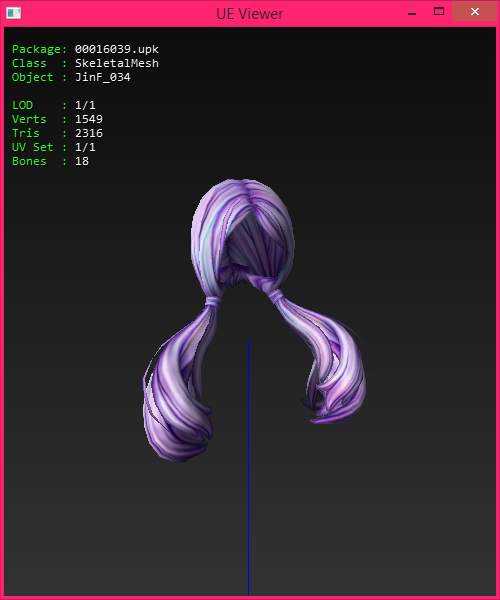 UE Viewer
Package: 00016039.upk
Class : SkeletalMesh
Object : JinF_034
LOD : 1/1
Verts : 1549
Tris : 2316
UV Set : 1/1
Bones : 18